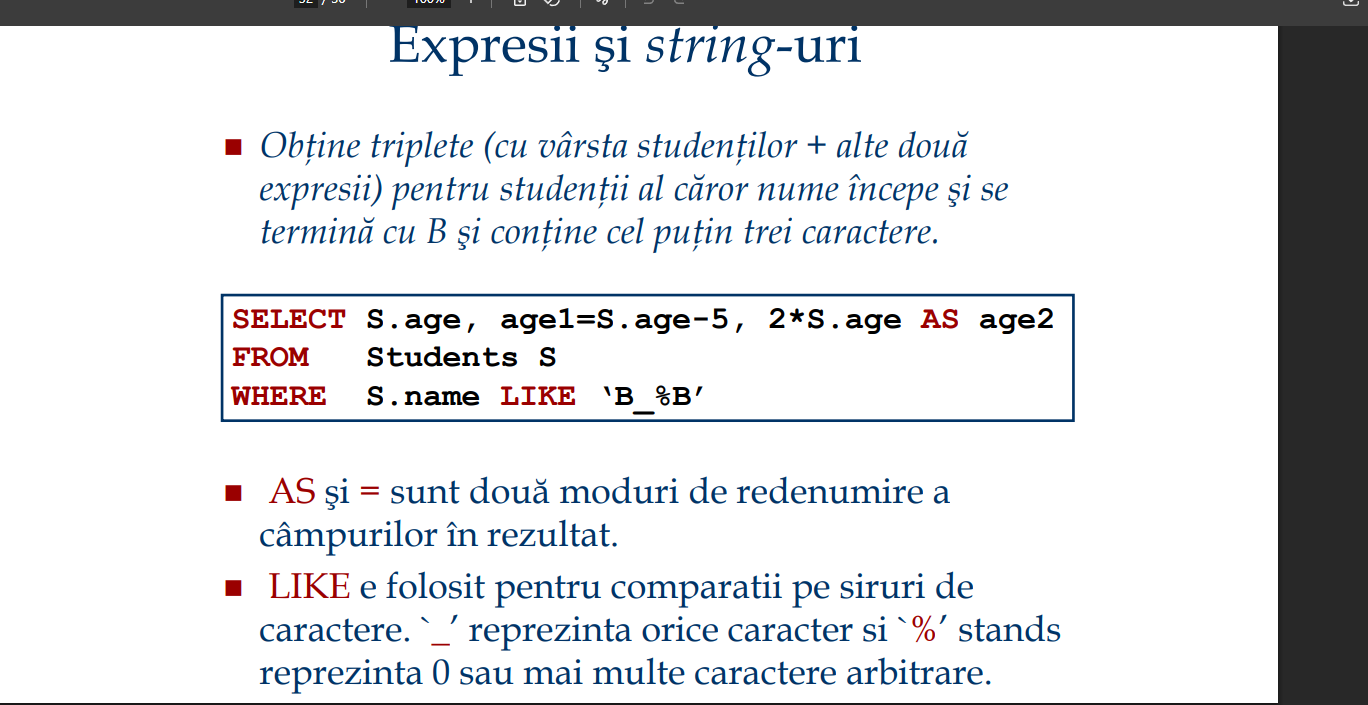 Expresii şi string-uri
Obține triplete (cu vârsta studenților + alte două
expresii) pentru studenții al căror nume începe şi se
termină cu B şi conține cel puțin trei caractere.
SELECT S.age, age1=S.age-5, 2*S.age AS age2
FROM Students S
WHERE S.name LIKE ‘B_%B’
AS şi = sunt două moduri de redenumire a
câmpurilor în rezultat.
LIKE e folosit pentru comparatii pe siruri de
caractere. `_’ reprezinta orice caracter si `%’ stands
reprezinta 0 sau mai multe caractere arbitrare.